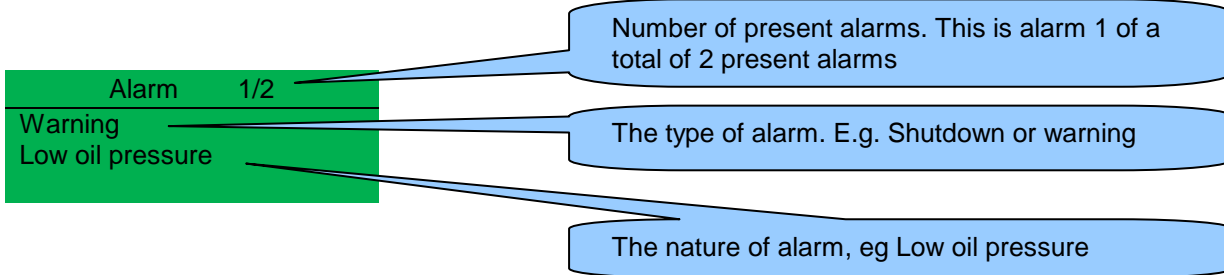 Number of present alarms. This is alarm 1 of a
total of 2 present alarms
Alarm 1/2
Warning
Low oil pressure
The type of alarm. E.g. Shutdown or warning
The nature of alarm, eg Low oil pressure